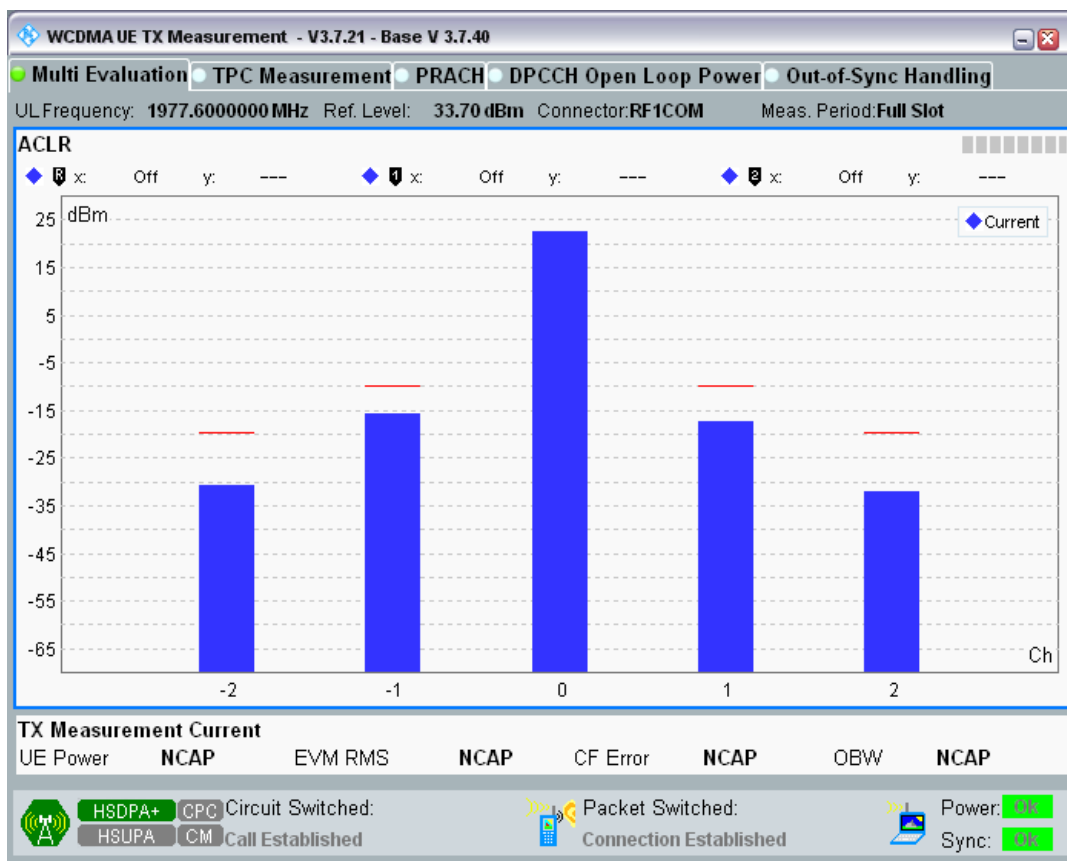 WCDMA UE TX Measurement - V3.7.21 - Base V 3.7.40
Multi Evaluation TPC Measurement PRACH DPCCH Open Loop Power Out-of-Sync Handling
UL Frequency: 1977.6000000 MHz Ref. Level: 33.70 dBm Connector:RF1COM Meas. Period:Full Slot
ACLR
R x: Off y: --- 1 x: Off y: --- 2 x: Off y: ---
dBm
Current
25
15
5
-5
-15
-25
-35
-45
-55
-65
Ch
-2 -1 0 1 2
TX Measurement Current
UE Power NCAP EVM RMS NCAP CF Error NCAP OBW NCAP
HSDPA+ CPC Circuit Switched: Packet Switched: Power: Ok
HSUPA CM Call Established Connection Established Sync: Ok